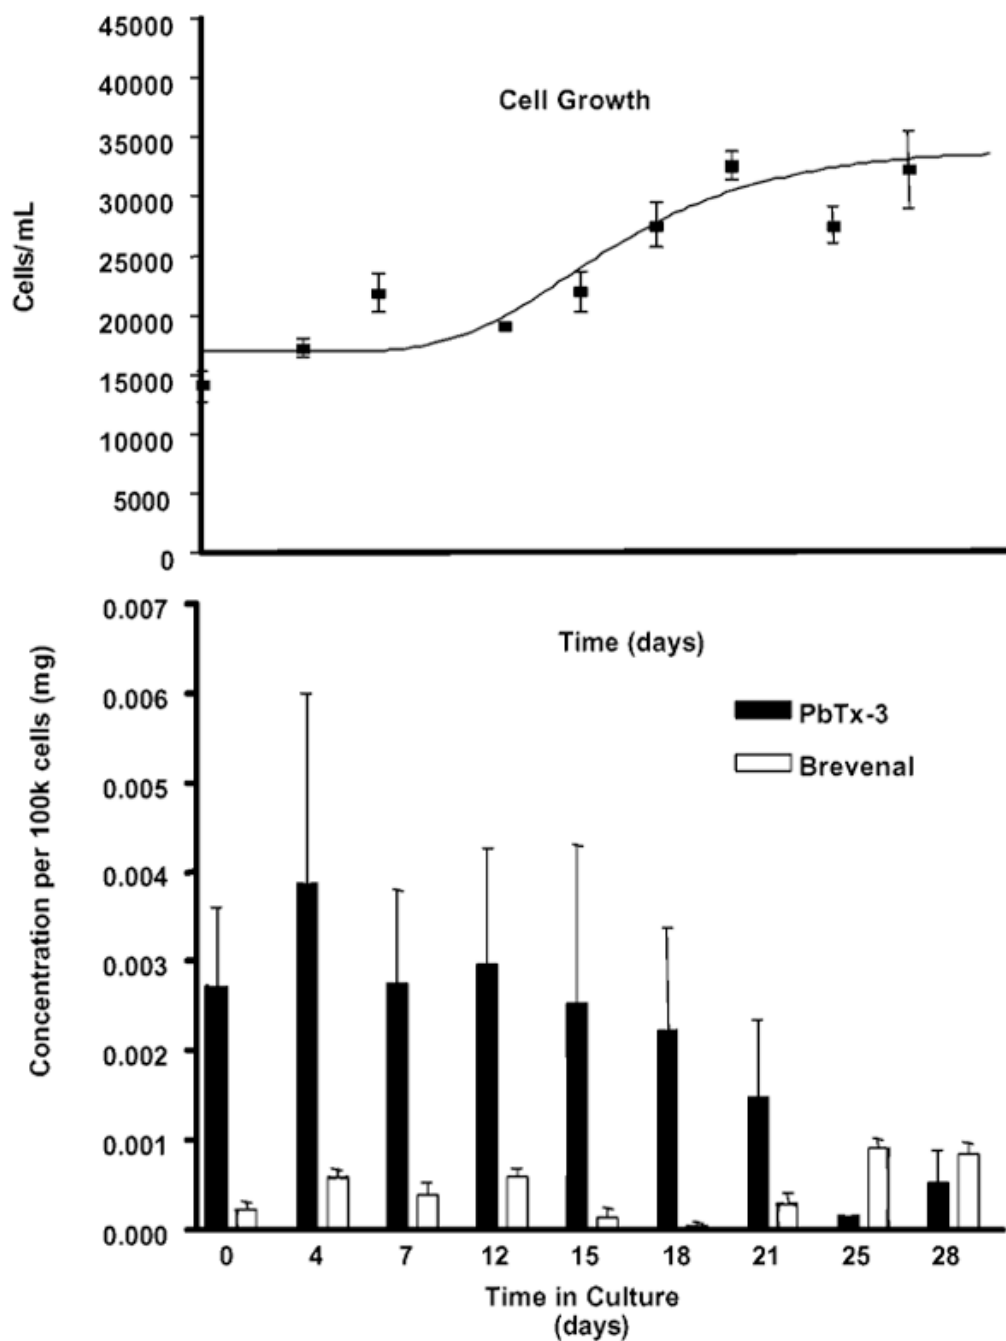 45000
40000
35000
30000
25000
20000
15000
10000
5000
0
Cells/mL
Cell Growth
0.007
0.006
0.005
0.004
0.003
0.002
0.001
0.000
Concentration per 100k cells (mg)
Time (days)
PbTx-3
Brevenal
0 4 7 12 15 18 21 25 28
Time in Culture
(days)